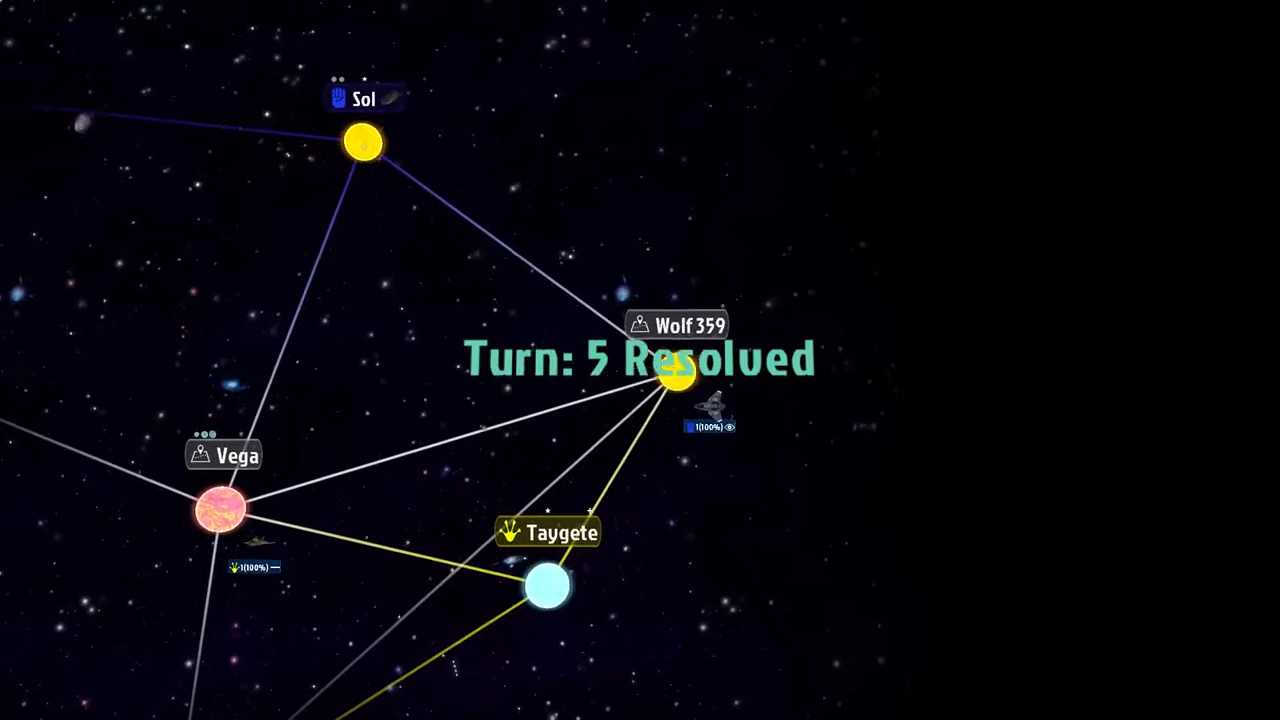 Sol
Wolf 359
Turn: 5 Resolved
1(100%)
Vega
Taygete
1(100%)